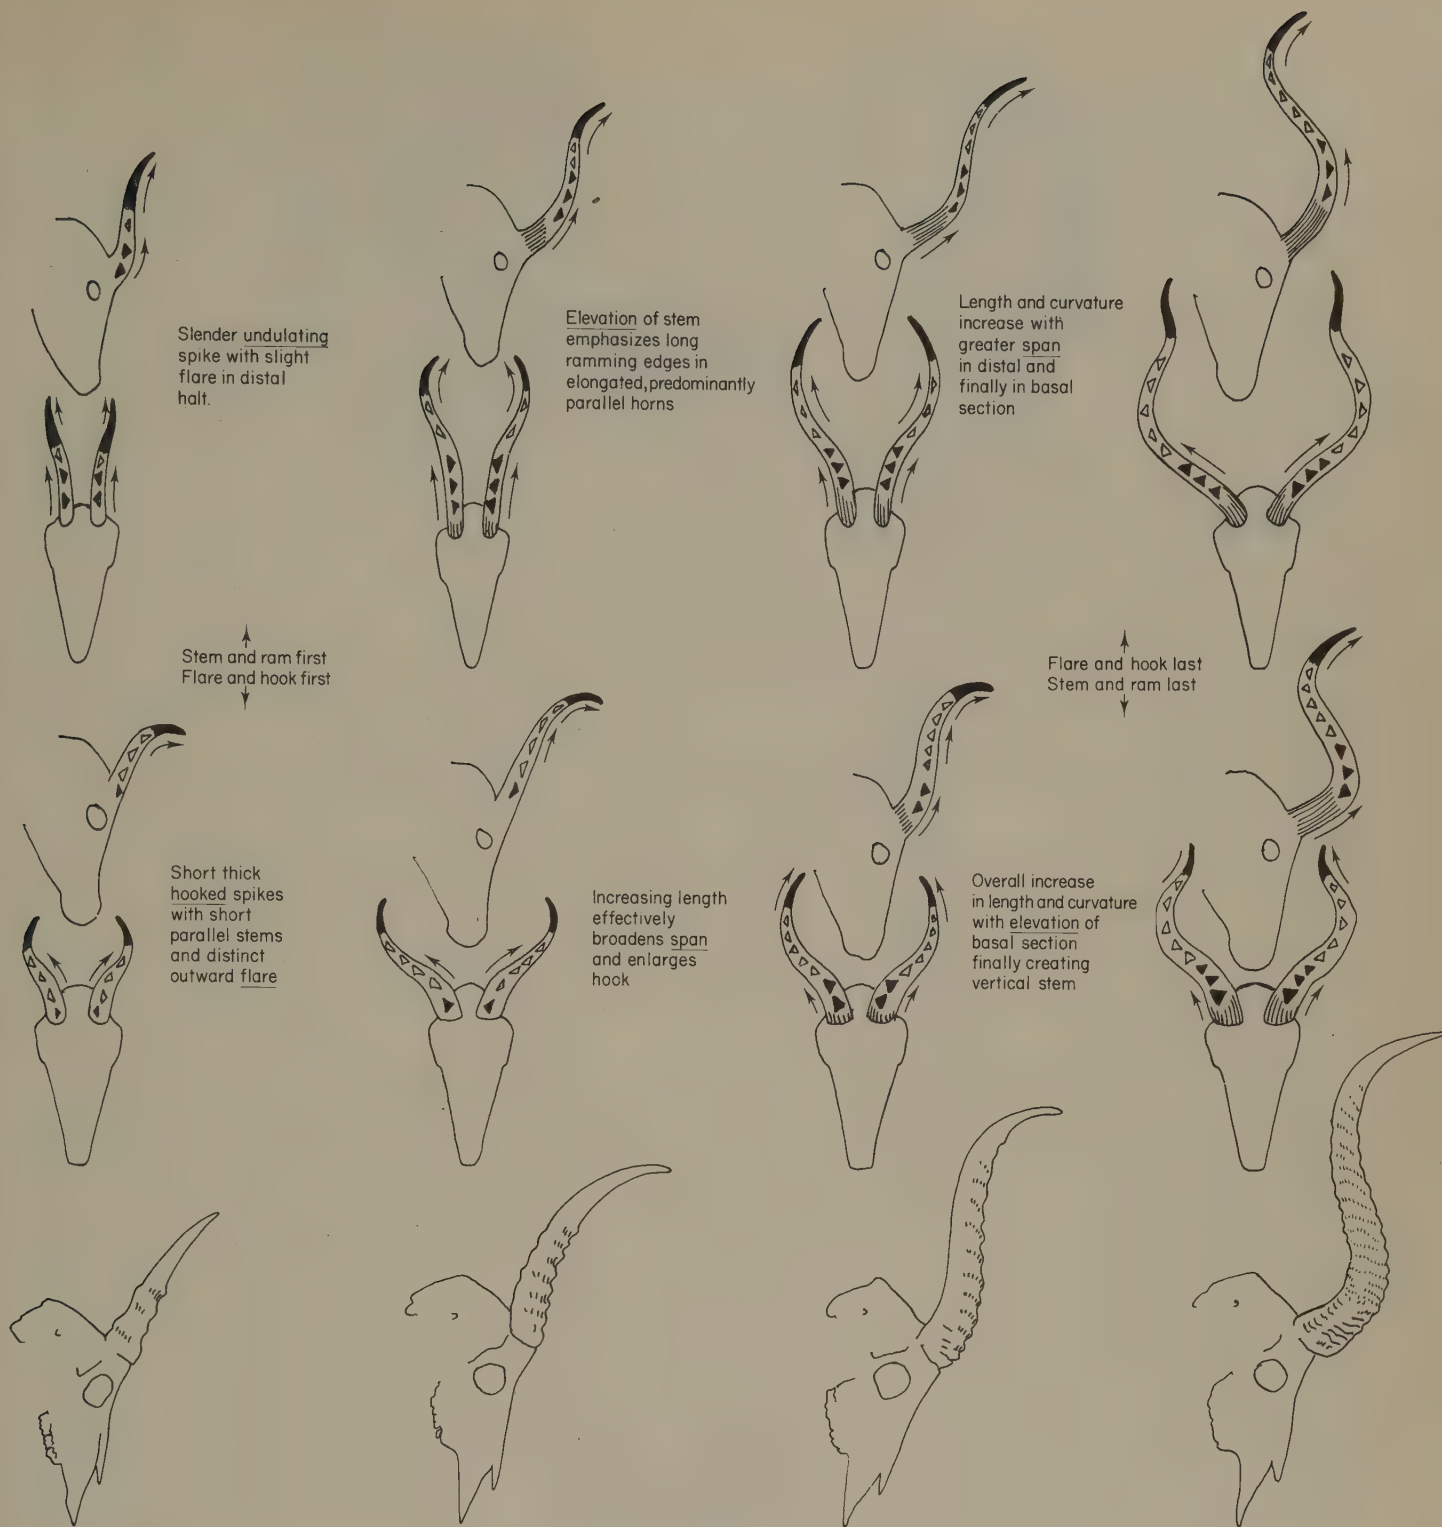 Slender undulating
spike with slight
flare in distal
halt.
Elevation of stem
emphasizes long
ramming edges in
elongated, predominantly
parallel horns
Length and curvature
increase with
greater span
in distal and
finally in basal
section
Stem and ram first
Flare and hook first
Flare and hook last
Stem and ram last
Short thick
hooked spikes
with short
parallel stems
and distinct
outward flare
Increasing length
effectively
broadens span
and enlarges
hook
Overall increase
in length and curvature
with elevation of
basal section
finally creating
vertical stem